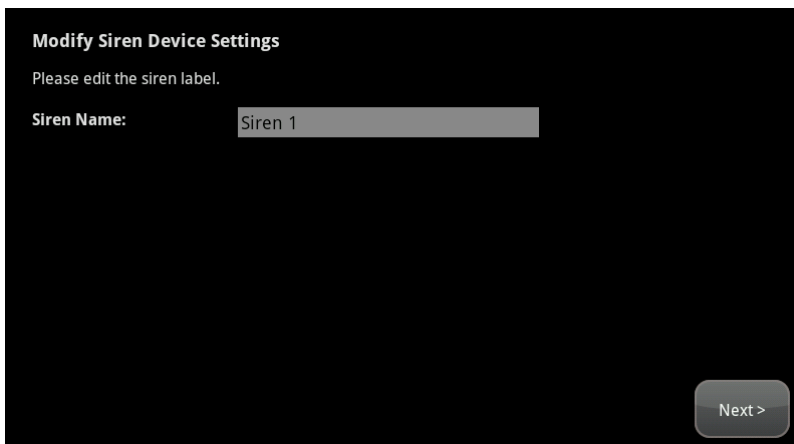 Modify Siren Device Settings
Please edit the siren label.
Siren Name: Siren 1
Next >